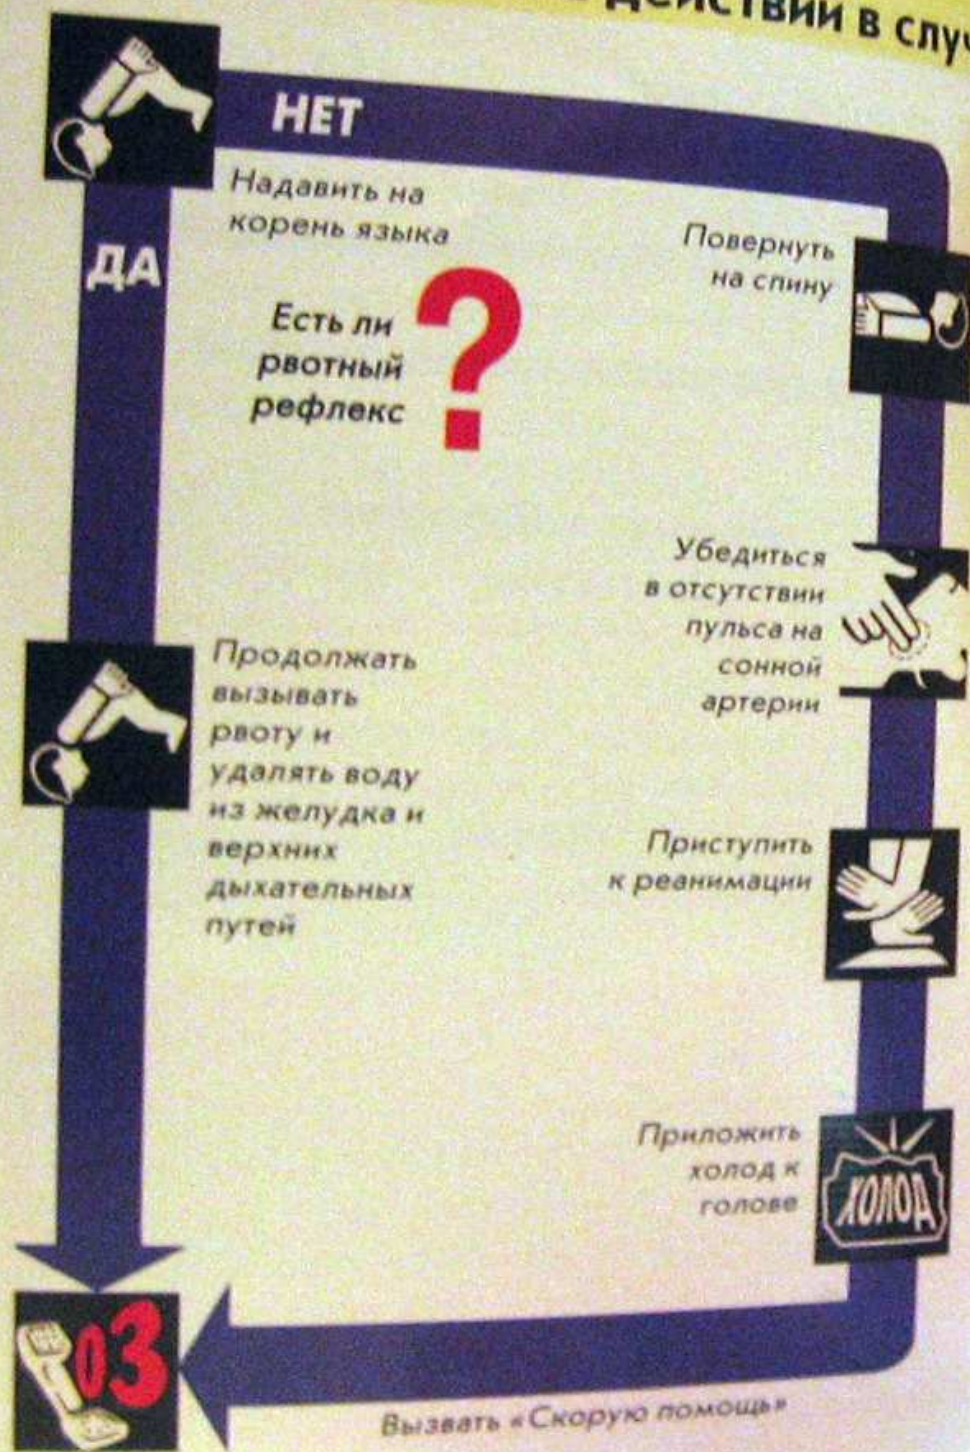 действий в
НЕТ
Надавить на
корень языка
ДА
Есть ли
рвотный
рефлекс
?
Повернуть
на спину
Убедиться
в отсутствии
пульса на
сонной
артерии
Продолжать
вызывать
рвоту и
удалять воду
из желудка и
верхних
дыхательных
путей
Приступить
к реанимации
Приложить
холод к
голове
ХОЛОД
03
Вызвать «Скорую помощь»